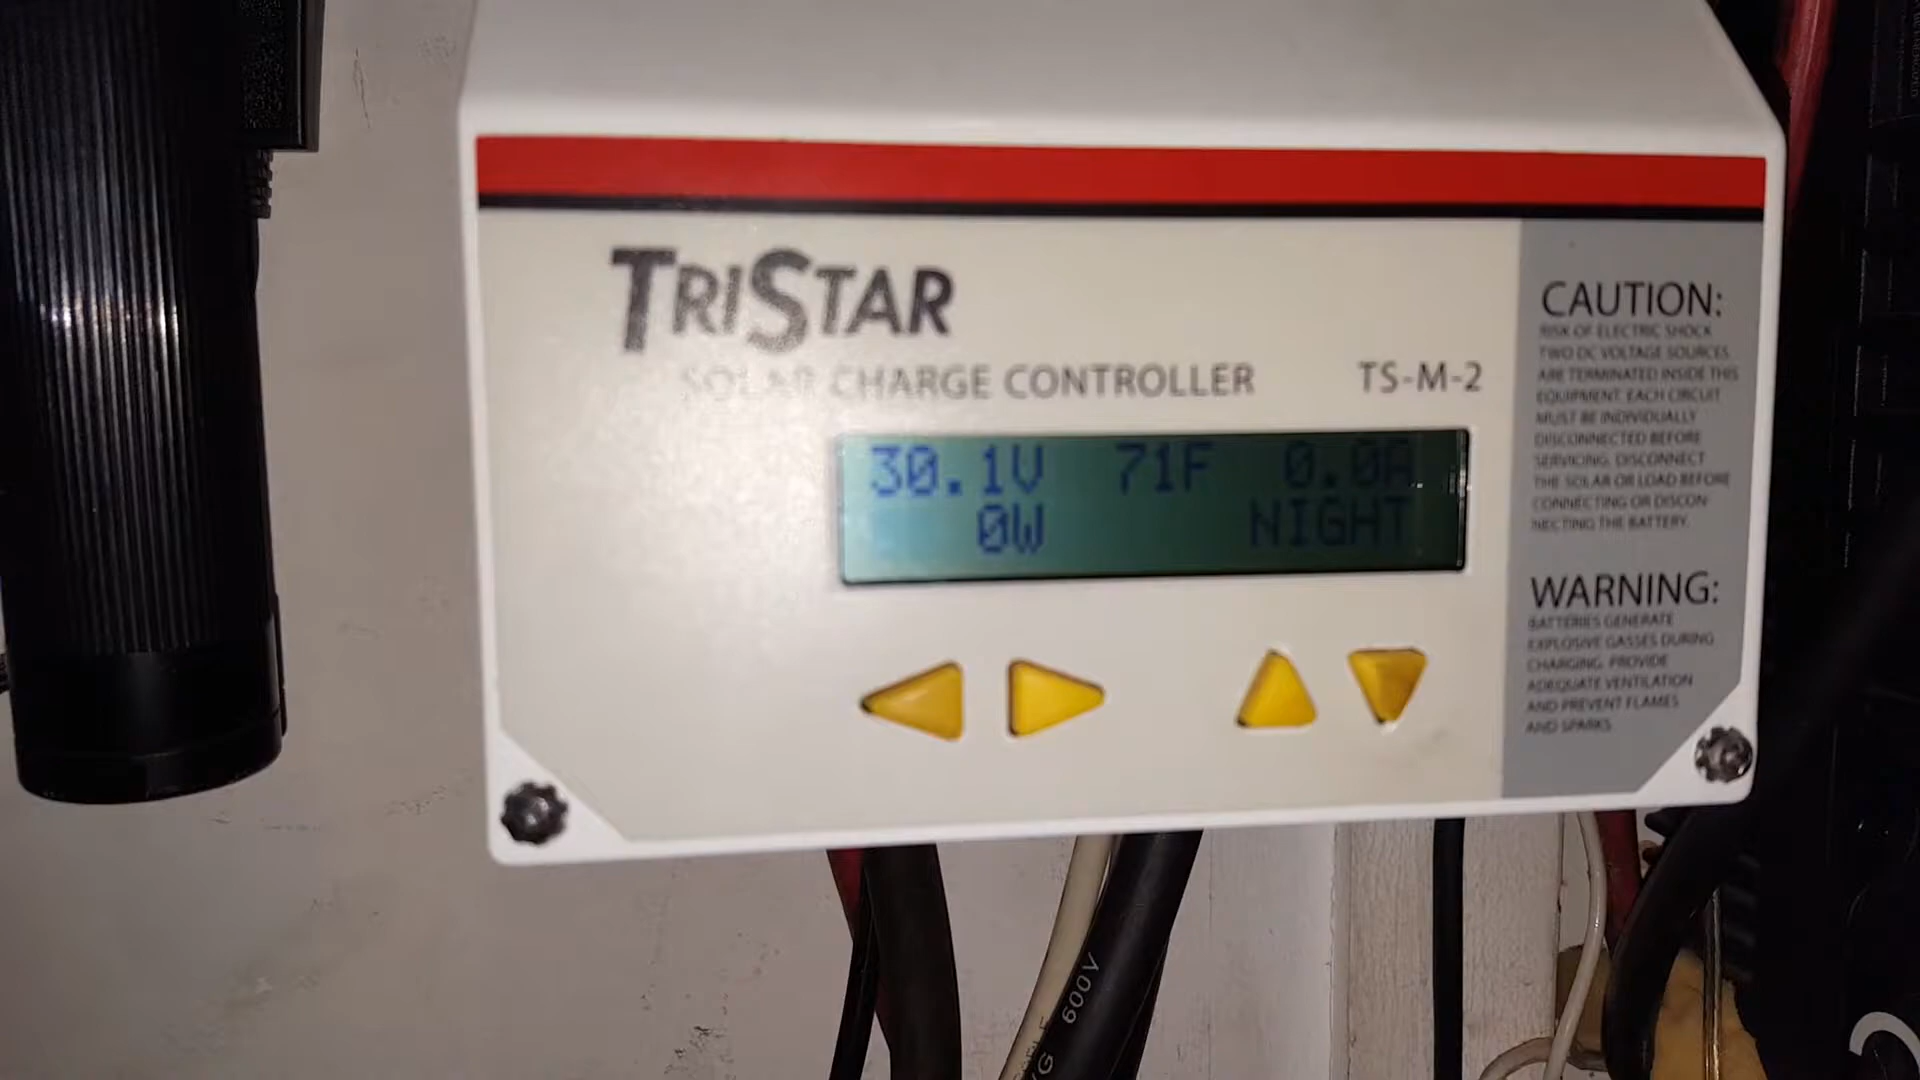 TRISTAR
SOLAR CHARGE CONTROLLER
TS-M-2
30.1V 71F 0.0A
0W NIGHT
CAUTION:
RISK OF ELECTRIC SHOCK
TWO DC VOLTAGE SOURCES
ARE TERMINATED INSIDE THIS
EQUIPMENT. EACH CIRCUIT
MUST BE INDIVIDUALLY
DISCONNECTED BEFORE
SERVICING. DISCONNECT
THE SOLAR OR LOAD BEFORE
CONNECTING OR DISCON-
NECTING THE BATTERY.
WARNING:
BATTERIES GENERATE
EXPLOSIVE GASSES DURING
CHARGING. PROVIDE
ADEQUATE VENTILATION
AND PREVENT FLAMES
AND SPARKS.
600V